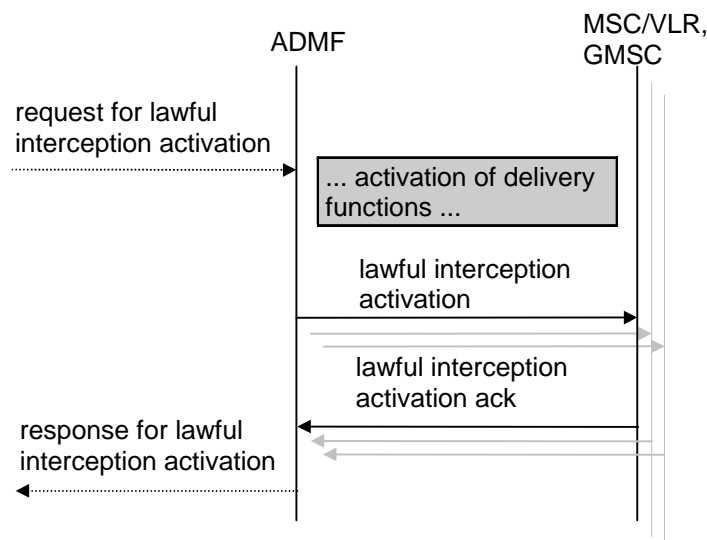 ADMF
MSC/VLR,
GMSC
request for lawful
interception activation
... activation of delivery
functions ...
lawful interception
activation
lawful interception
activation ack
response for lawful
interception activation